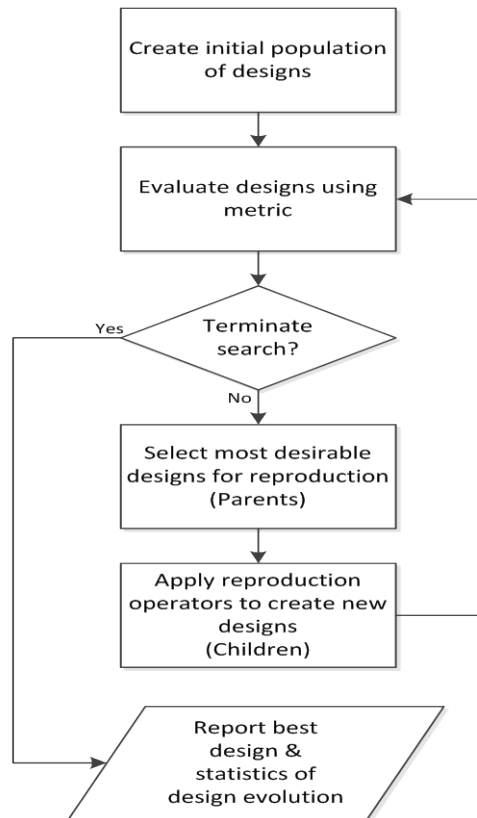 Create initial population
of designs
Evaluate designs using
metric
Yes
Terminate
search?
No
Select most desirable
designs for reproduction
(Parents)
Apply reproduction
operators to create new
designs
(Children)
Report best
design &
statistics of
design evolution